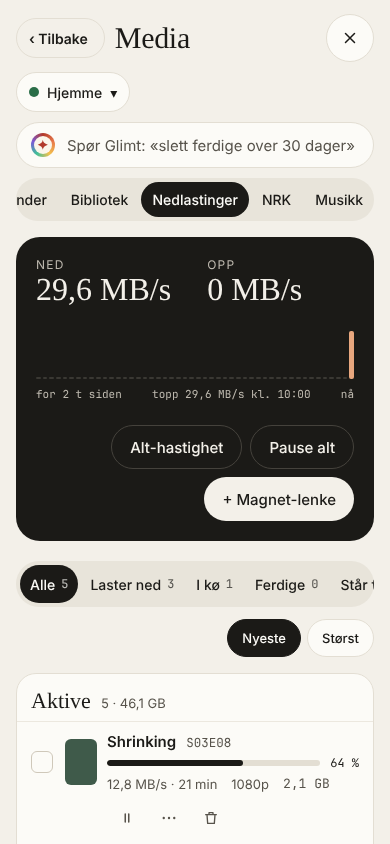 ‹ Tilbake Media ×
Hjemme ▾
Spør Glimt: «slett ferdige over 30 dager»
nder Bibliotek Nedlastinger NRK Musikk
NED OPP
29,6 MB/s 0 MB/s
for 2 t siden topp 29,6 MB/s kl. 10:00 nå
Alt-hastighet Pause alt
+ Magnet-lenke
Alle 5 Laster ned 3 I kø 1 Ferdige 0 Står
Nyeste Størst
Aktive 5 · 46,1 GB
Shrinking S03E08
64 %
12,8 MB/s · 21 min 1080p 2,1 GB